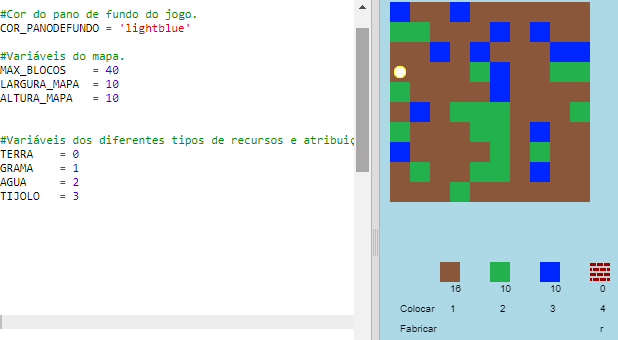 #Cor do pano de fundo do jogo.
COR_PANODEFUNDO = 'lightblue'
#Variáveis do mapa.
MAX_BLOCOS = 40
LARGURA_MAPA = 10
ALTURA_MAPA = 10
#Variáveis dos diferentes tipos de recursos e atribuiç
TERRA = 0
GRAMA = 1
AGUA = 2
TIJOLO = 3
16 10 10 0
Colocar 1 2 3 4
Fabricar r